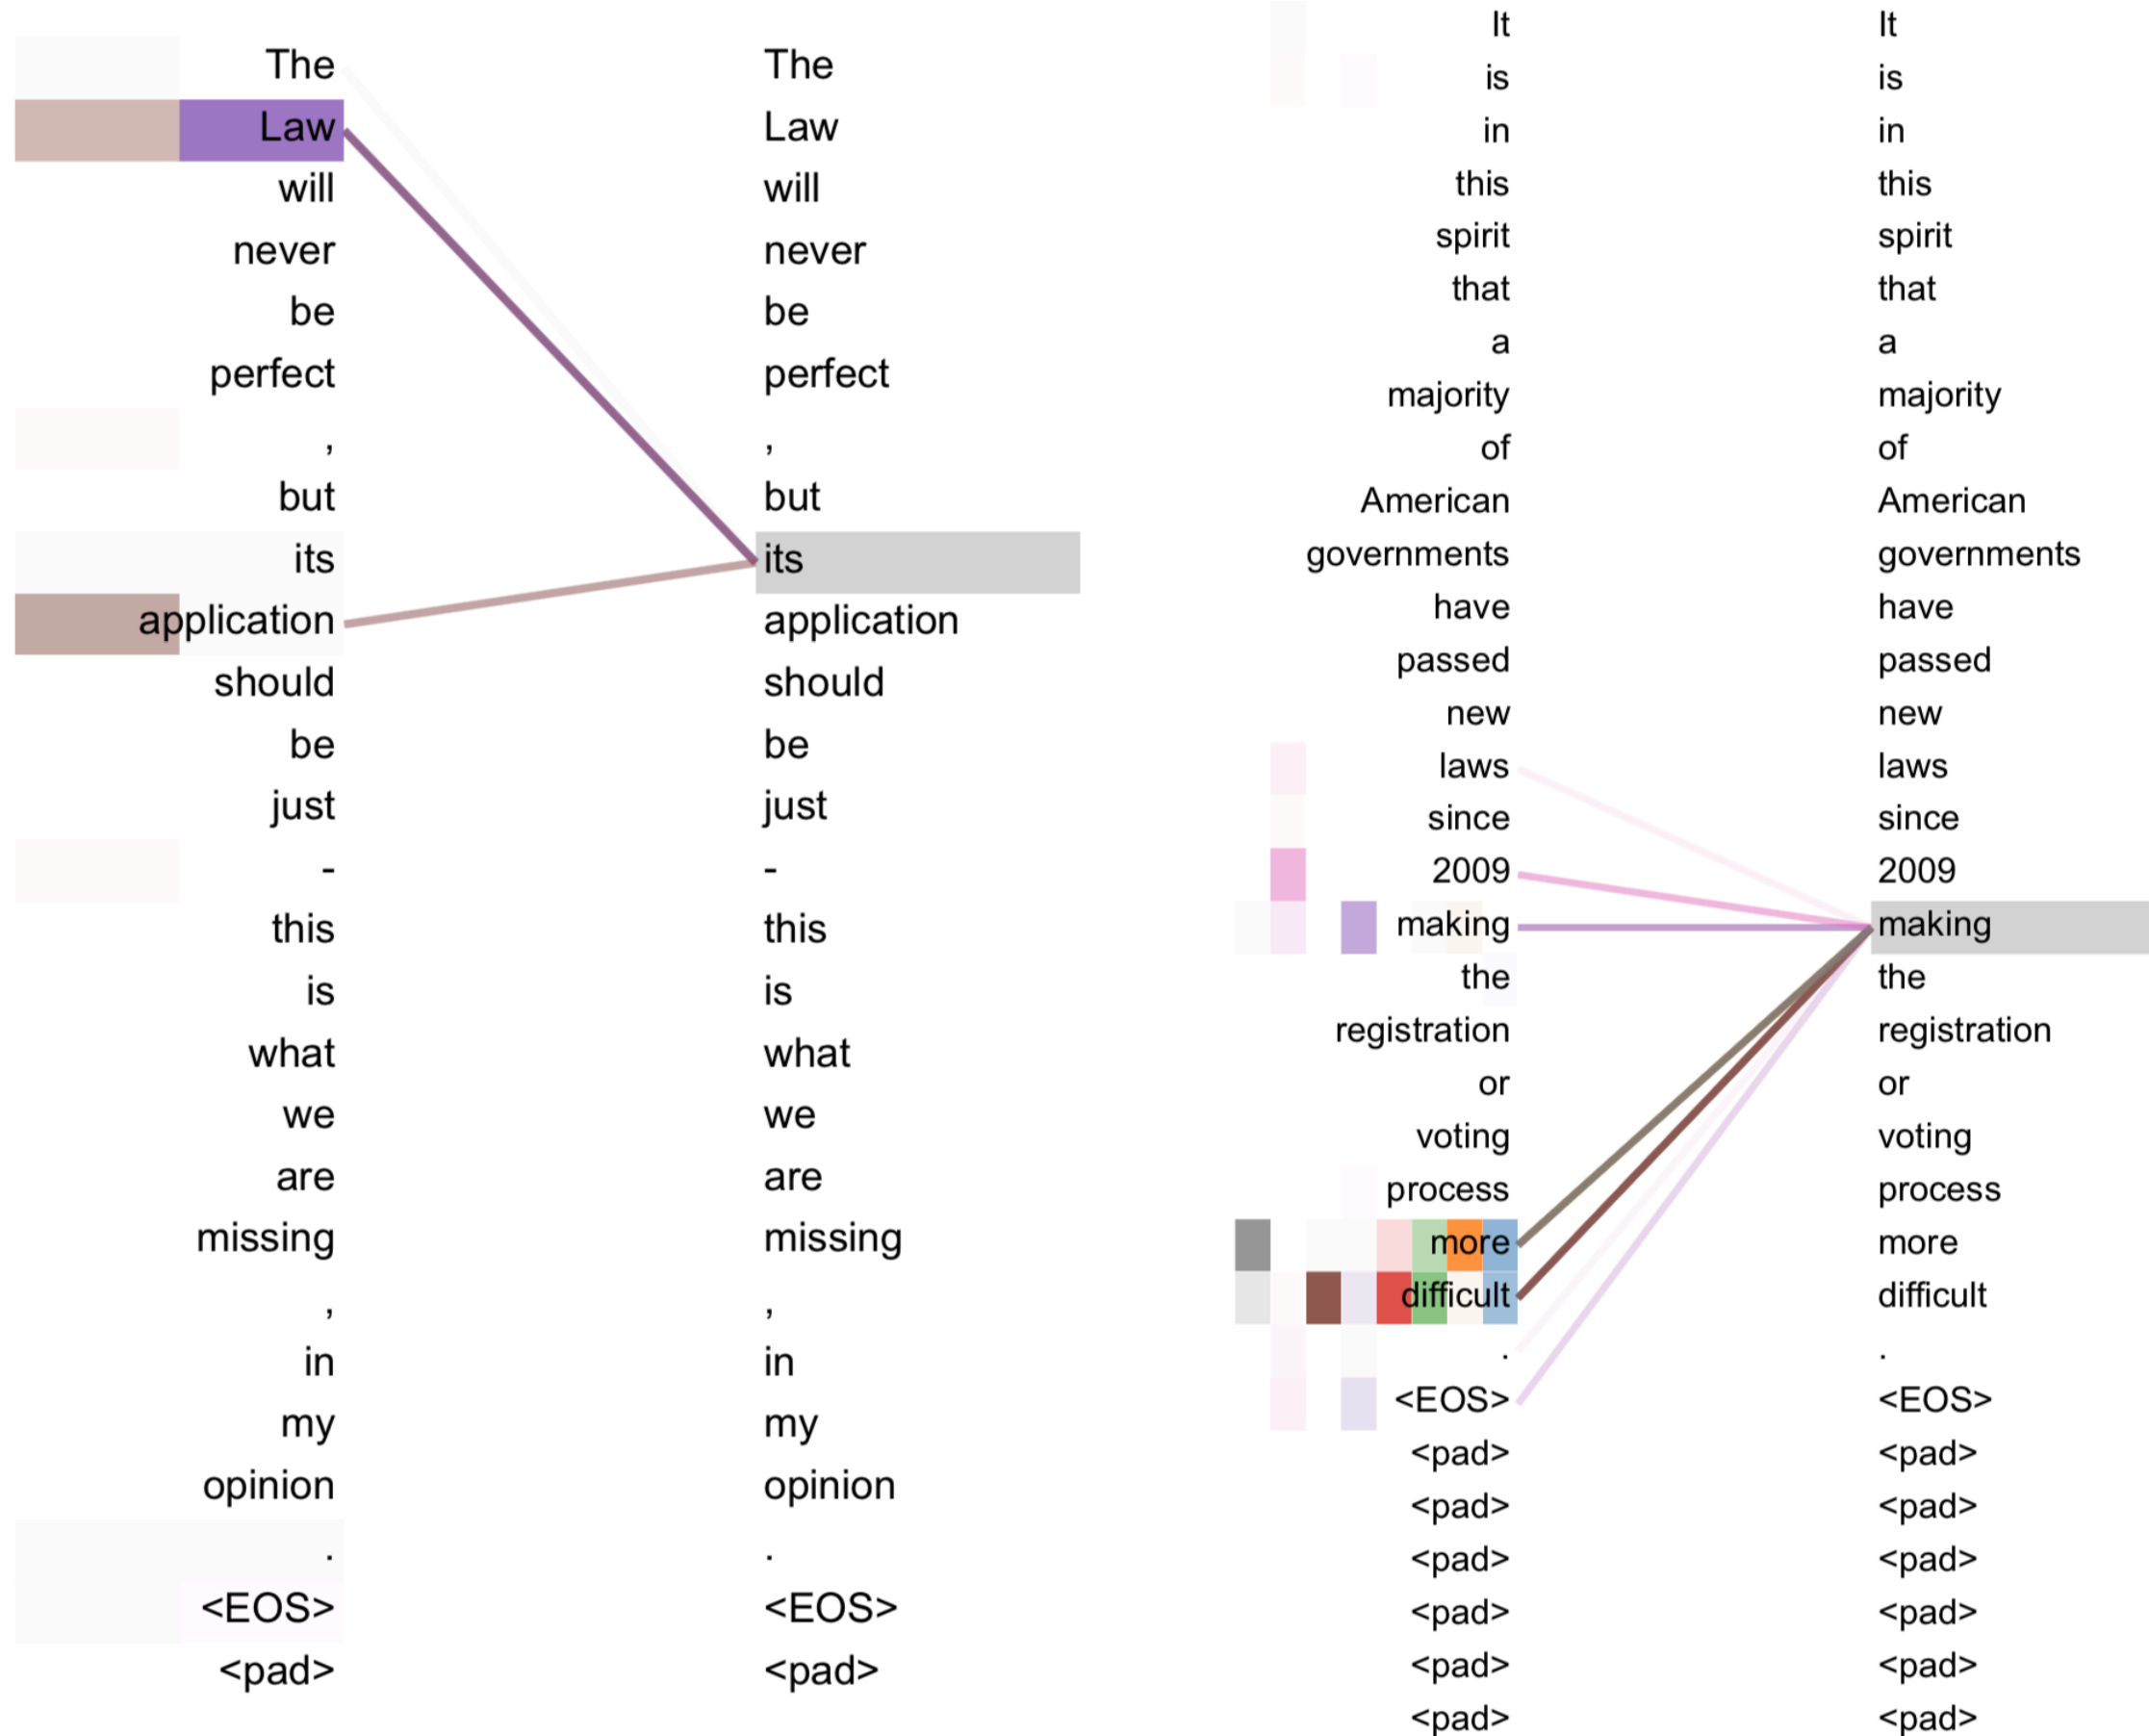 The
Law
will
never
be
perfect
,
but
its
application
should
be
just
-
this
is
what
we
are
missing
,
in
my
opinion
.
<EOS>
<pad>
The
Law
will
never
be
perfect
,
but
its
application
should
be
just
-
this
is
what
we
are
missing
,
in
my
opinion
.
<EOS>
<pad>
It
is
in
this
spirit
that
a
majority
of
American
governments
have
passed
new
laws
since
2009
making
the
registration
or
voting
process
more
difficult
.
<EOS>
<pad>
<pad>
<pad>
<pad>
<pad>
<pad>
It
is
in
this
spirit
that
a
majority
of
American
governments
have
passed
new
laws
since
2009
making
the
registration
or
voting
process
more
difficult
.
<EOS>
<pad>
<pad>
<pad>
<pad>
<pad>
<pad>